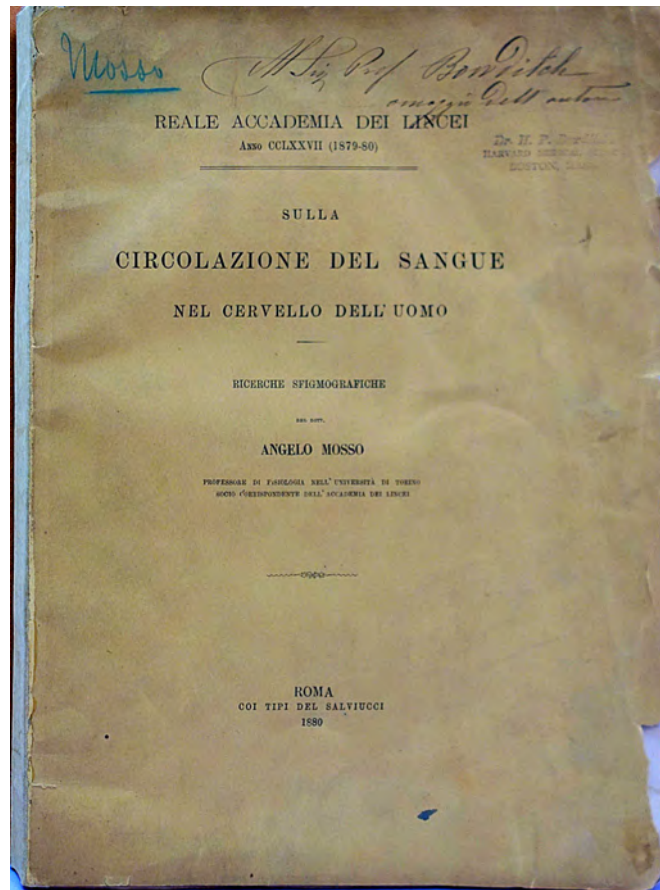 Mosso
Al Sig Prof Bowditch
omaggio dell' autore
REALE ACCADEMIA DEI LINCEI
ANNO CCLXXVII (1879-80)
Dr. H. P.
HARVARD MEDICAL
BOSTON, MASS.
SULLA
CIRCOLAZIONE DEL SANGUE
NEL CERVELLO DELL' UOMO
RICERCHE SFIGMOGRAFICHE
DEL DOTT.
ANGELO MOSSO
PROFESSORE DI FISIOLOGIA NELL' UNIVERSITÀ DI TORINO
SOCIO CORRISPONDENTE DELL' ACCADEMIA DEI LINCEI
ROMA
COI TIPI DEL SALVIUCCI
1880